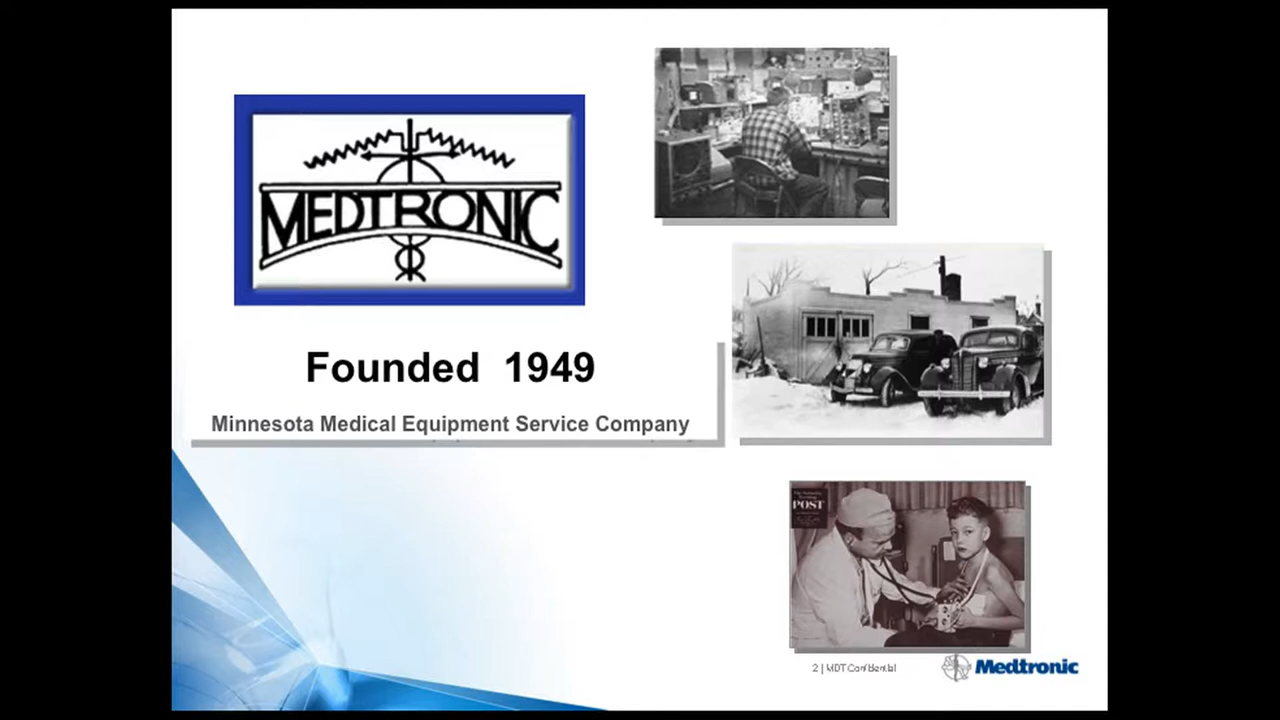 MEDTRONIC
Founded 1949
Minnesota Medical Equipment Service Company
POST
2 | MDT Confidential
Medtronic